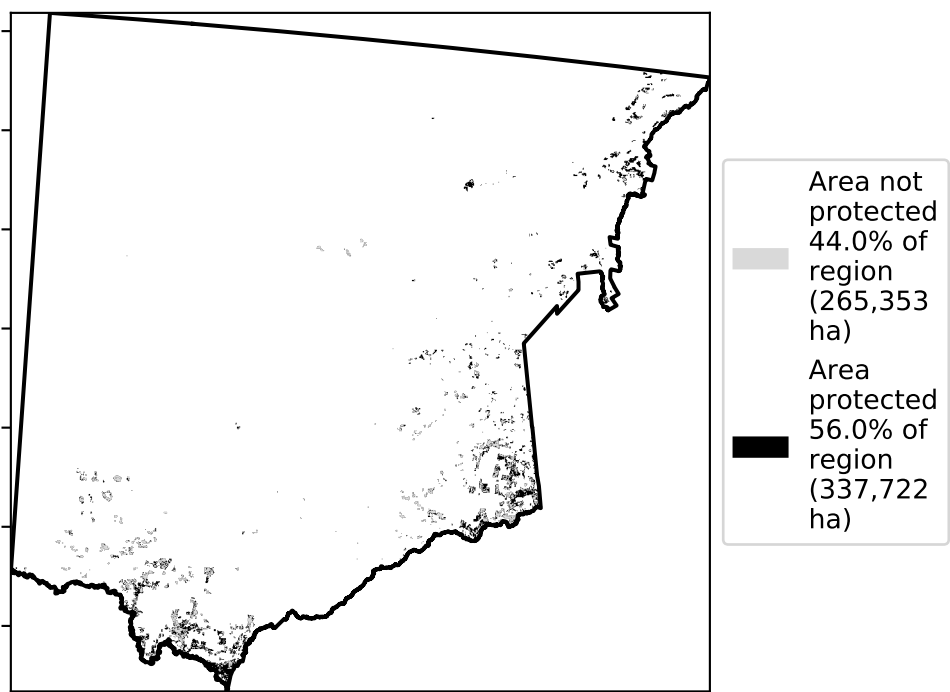 Area not
protected
44.0% of
region
(265,353
ha)
Area
protected
56.0% of
region
(337,722
ha)